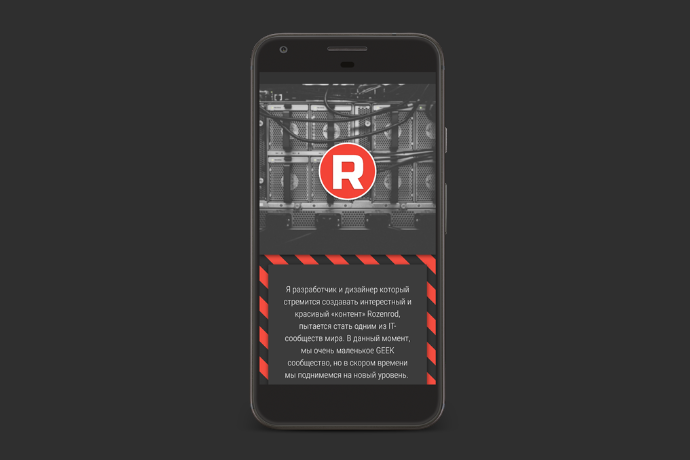 R
Я разработчик и дизайнер который
стремится создавать интерестный и
красивый «контент» Rozenrod,
пытается стать одним из IT-
сообществ мира. В данный момент,
мы очень маленькое GEEK
сообщество, но в скором времени
мы поднимемся на новый уровень.